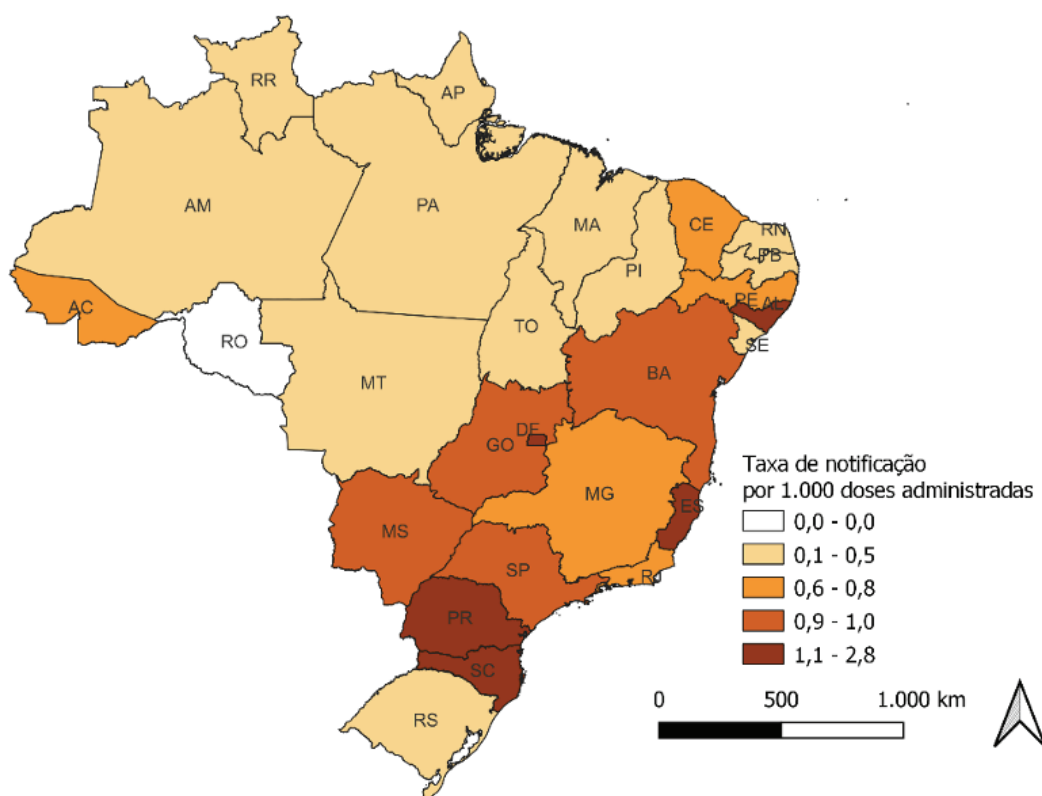 RR
AP
AM
PA
MA
CE
RN
PB
PI
PE
AL
AC
RO
TO
SE
MT
BA
DF
GO
MG
ES
MS
SP
RJ
PR
SC
RS
Taxa de notificação
por 1.000 doses administradas
0,0 - 0,0
0,1 - 0,5
0,6 - 0,8
0,9 - 1,0
1,1 - 2,8
0 500 1.000 km